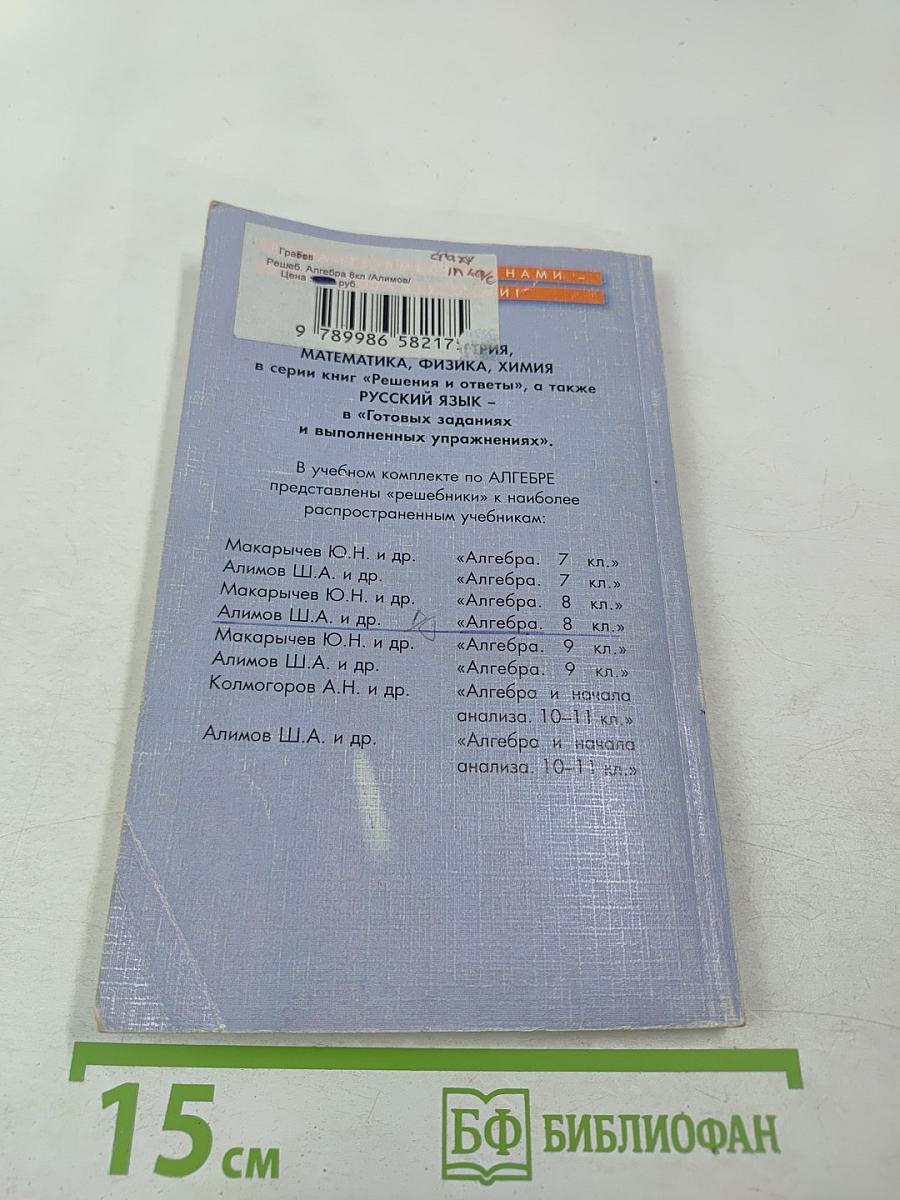 Граков
Решеб. Алгебра 8кл /Алимов/
Цена руб.
crazy
in love
НАМИ –
И!
9 789986 58217
МАТЕМАТИКА, ФИЗИКА, ХИМИЯ
в серии книг «Решения и ответы», а также
РУССКИЙ ЯЗЫК –
в «Готовых заданиях
и выполненных упражнениях».
В учебном комплекте по АЛГЕБРЕ
представлены «решебники» к наиболее
распространенным учебникам:
Макарычев Ю.Н. и др. «Алгебра. 7 кл.»
Алимов Ш.А. и др. «Алгебра. 7 кл.»
Макарычев Ю.Н. и др. «Алгебра. 8 кл.»
Алимов Ш.А. и др. «Алгебра. 8 кл.»
Макарычев Ю.Н. и др. «Алгебра. 9 кл.»
Алимов Ш.А. и др. «Алгебра. 9 кл.»
Колмогоров А.Н. и др. «Алгебра и начала
анализа. 10–11 кл.»
Алимов Ш.А. и др. «Алгебра и начала
анализа. 10–11 кл.»
15 см
БФ БИБЛИОФАН